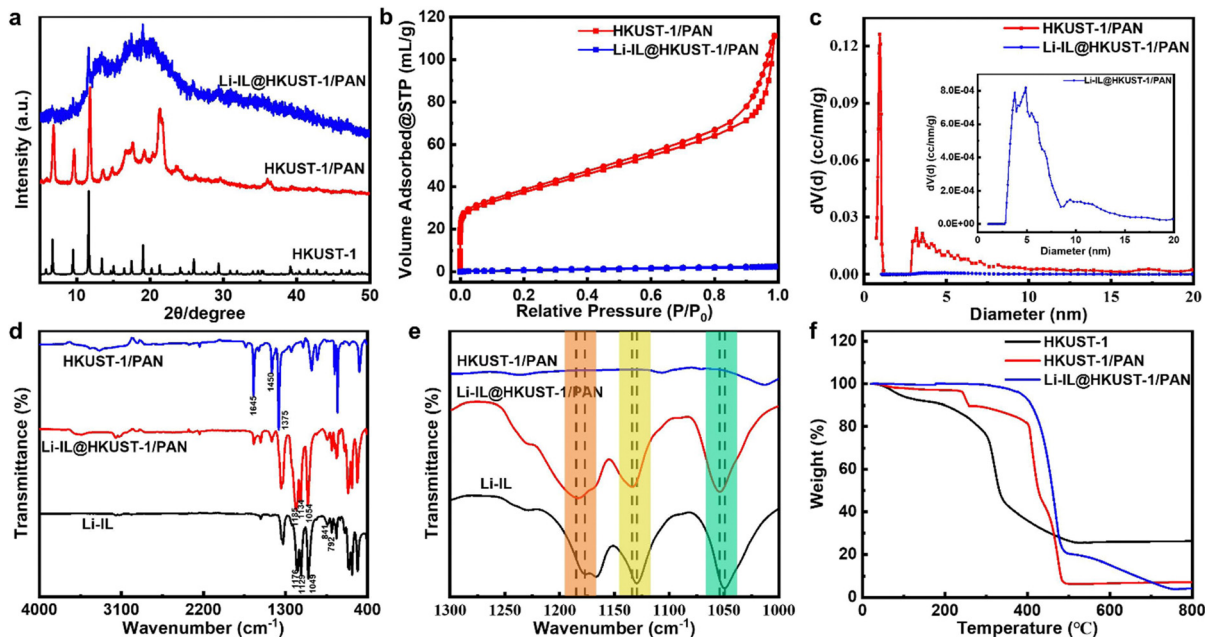 a
Intensity (a.u.)
Li-IL@HKUST-1/PAN
HKUST-1/PAN
HKUST-1
10 20 30 40 50
2θ/degree
b
Volume Adsorbed@STP (mL/g)
120
100
80
60
40
20
0
HKUST-1/PAN
Li-IL@HKUST-1/PAN
0.0 0.2 0.4 0.6 0.8 1.0
Relative Pressure (P/P0)
c
dV(d) (cc/nm/g)
0.12
0.09
0.06
0.03
0.00
HKUST-1/PAN
Li-IL@HKUST-1/PAN
Li-IL@HKUST-1/PAN
dV(d) (cc/nm/g)
8.0E-04
6.0E-04
4.0E-04
2.0E-04
0.0E+00
0 5 10 15 20
Diameter (nm)
0 5 10 15 20
Diameter (nm)
d
Transmittance (%)
HKUST-1/PAN
1645
1450
1375
Li-IL@HKUST-1/PAN
1185
1134
1054
Li-IL
841
792
1176
1129
1049
4000 3100 2200 1300 400
Wavenumber (cm-1)
e
Transmittance (%)
HKUST-1/PAN
Li-IL@HKUST-1/PAN
Li-IL
1300 1200 1100 1000
Wavenumber (cm-1)
f
Weight (%)
120
100
80
60
40
20
0
HKUST-1
HKUST-1/PAN
Li-IL@HKUST-1/PAN
0 200 400 600 800
Temperature (℃)